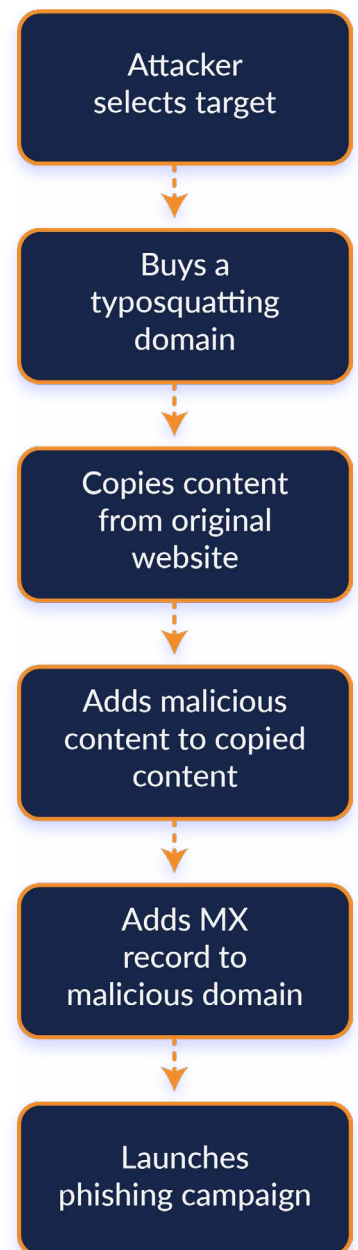 Attacker
selects target
Buys a
typosquatting
domain
Copies content
from original
website
Adds malicious
content to copied
content
Adds MX
record to
malicious domain
Launches
phishing campaign